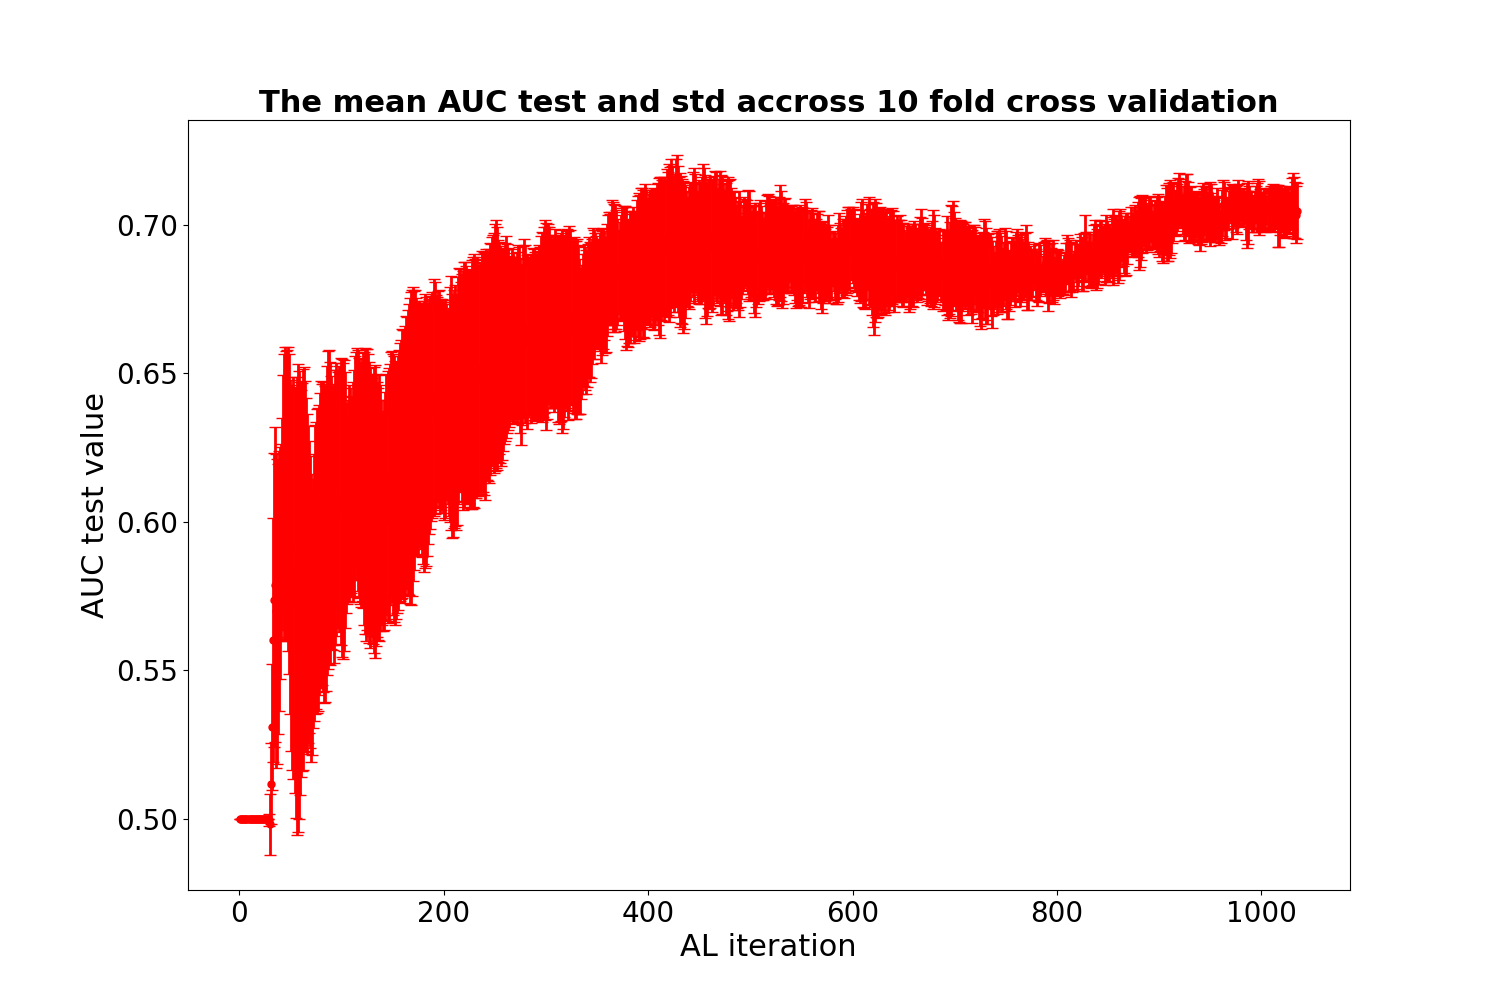 The mean AUC test and std accross 10 fold cross validation
0.70
0.65
0.60
0.55
0.50
AUC test value
0 200 400 600 800 1000
AL iteration